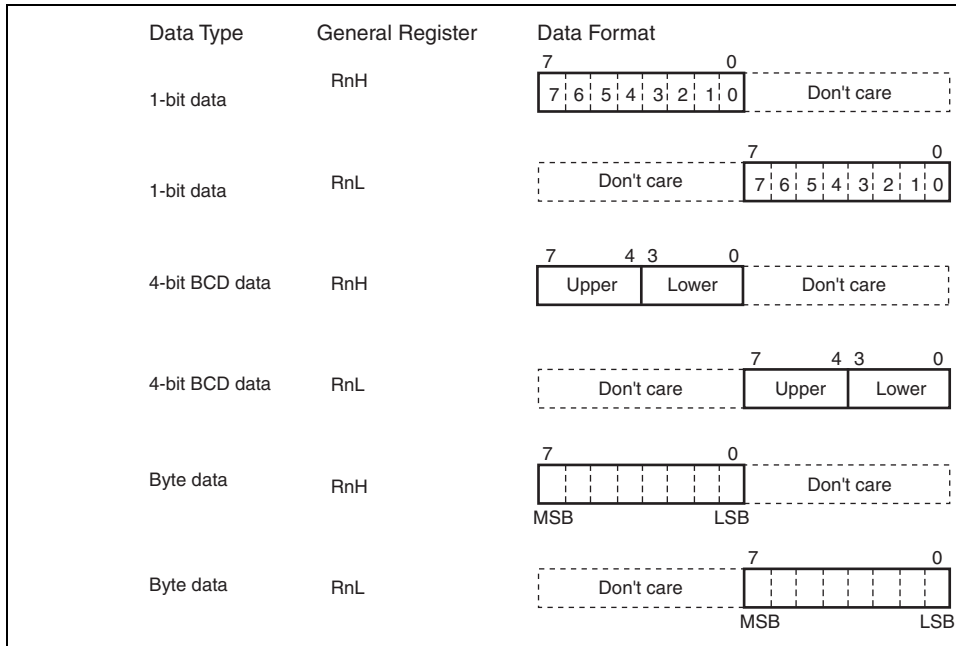 Data Type General Register Data Format
7 0
1-bit data RnH 7 6 5 4 3 2 1 0 Don't care
7 0
1-bit data RnL Don't care 7 6 5 4 3 2 1 0
7 4 3 0
4-bit BCD data RnH Upper Lower Don't care
7 4 3 0
4-bit BCD data RnL Don't care Upper Lower
7 0
Byte data RnH Don't care
MSB LSB
7 0
Byte data RnL Don't care
MSB LSB